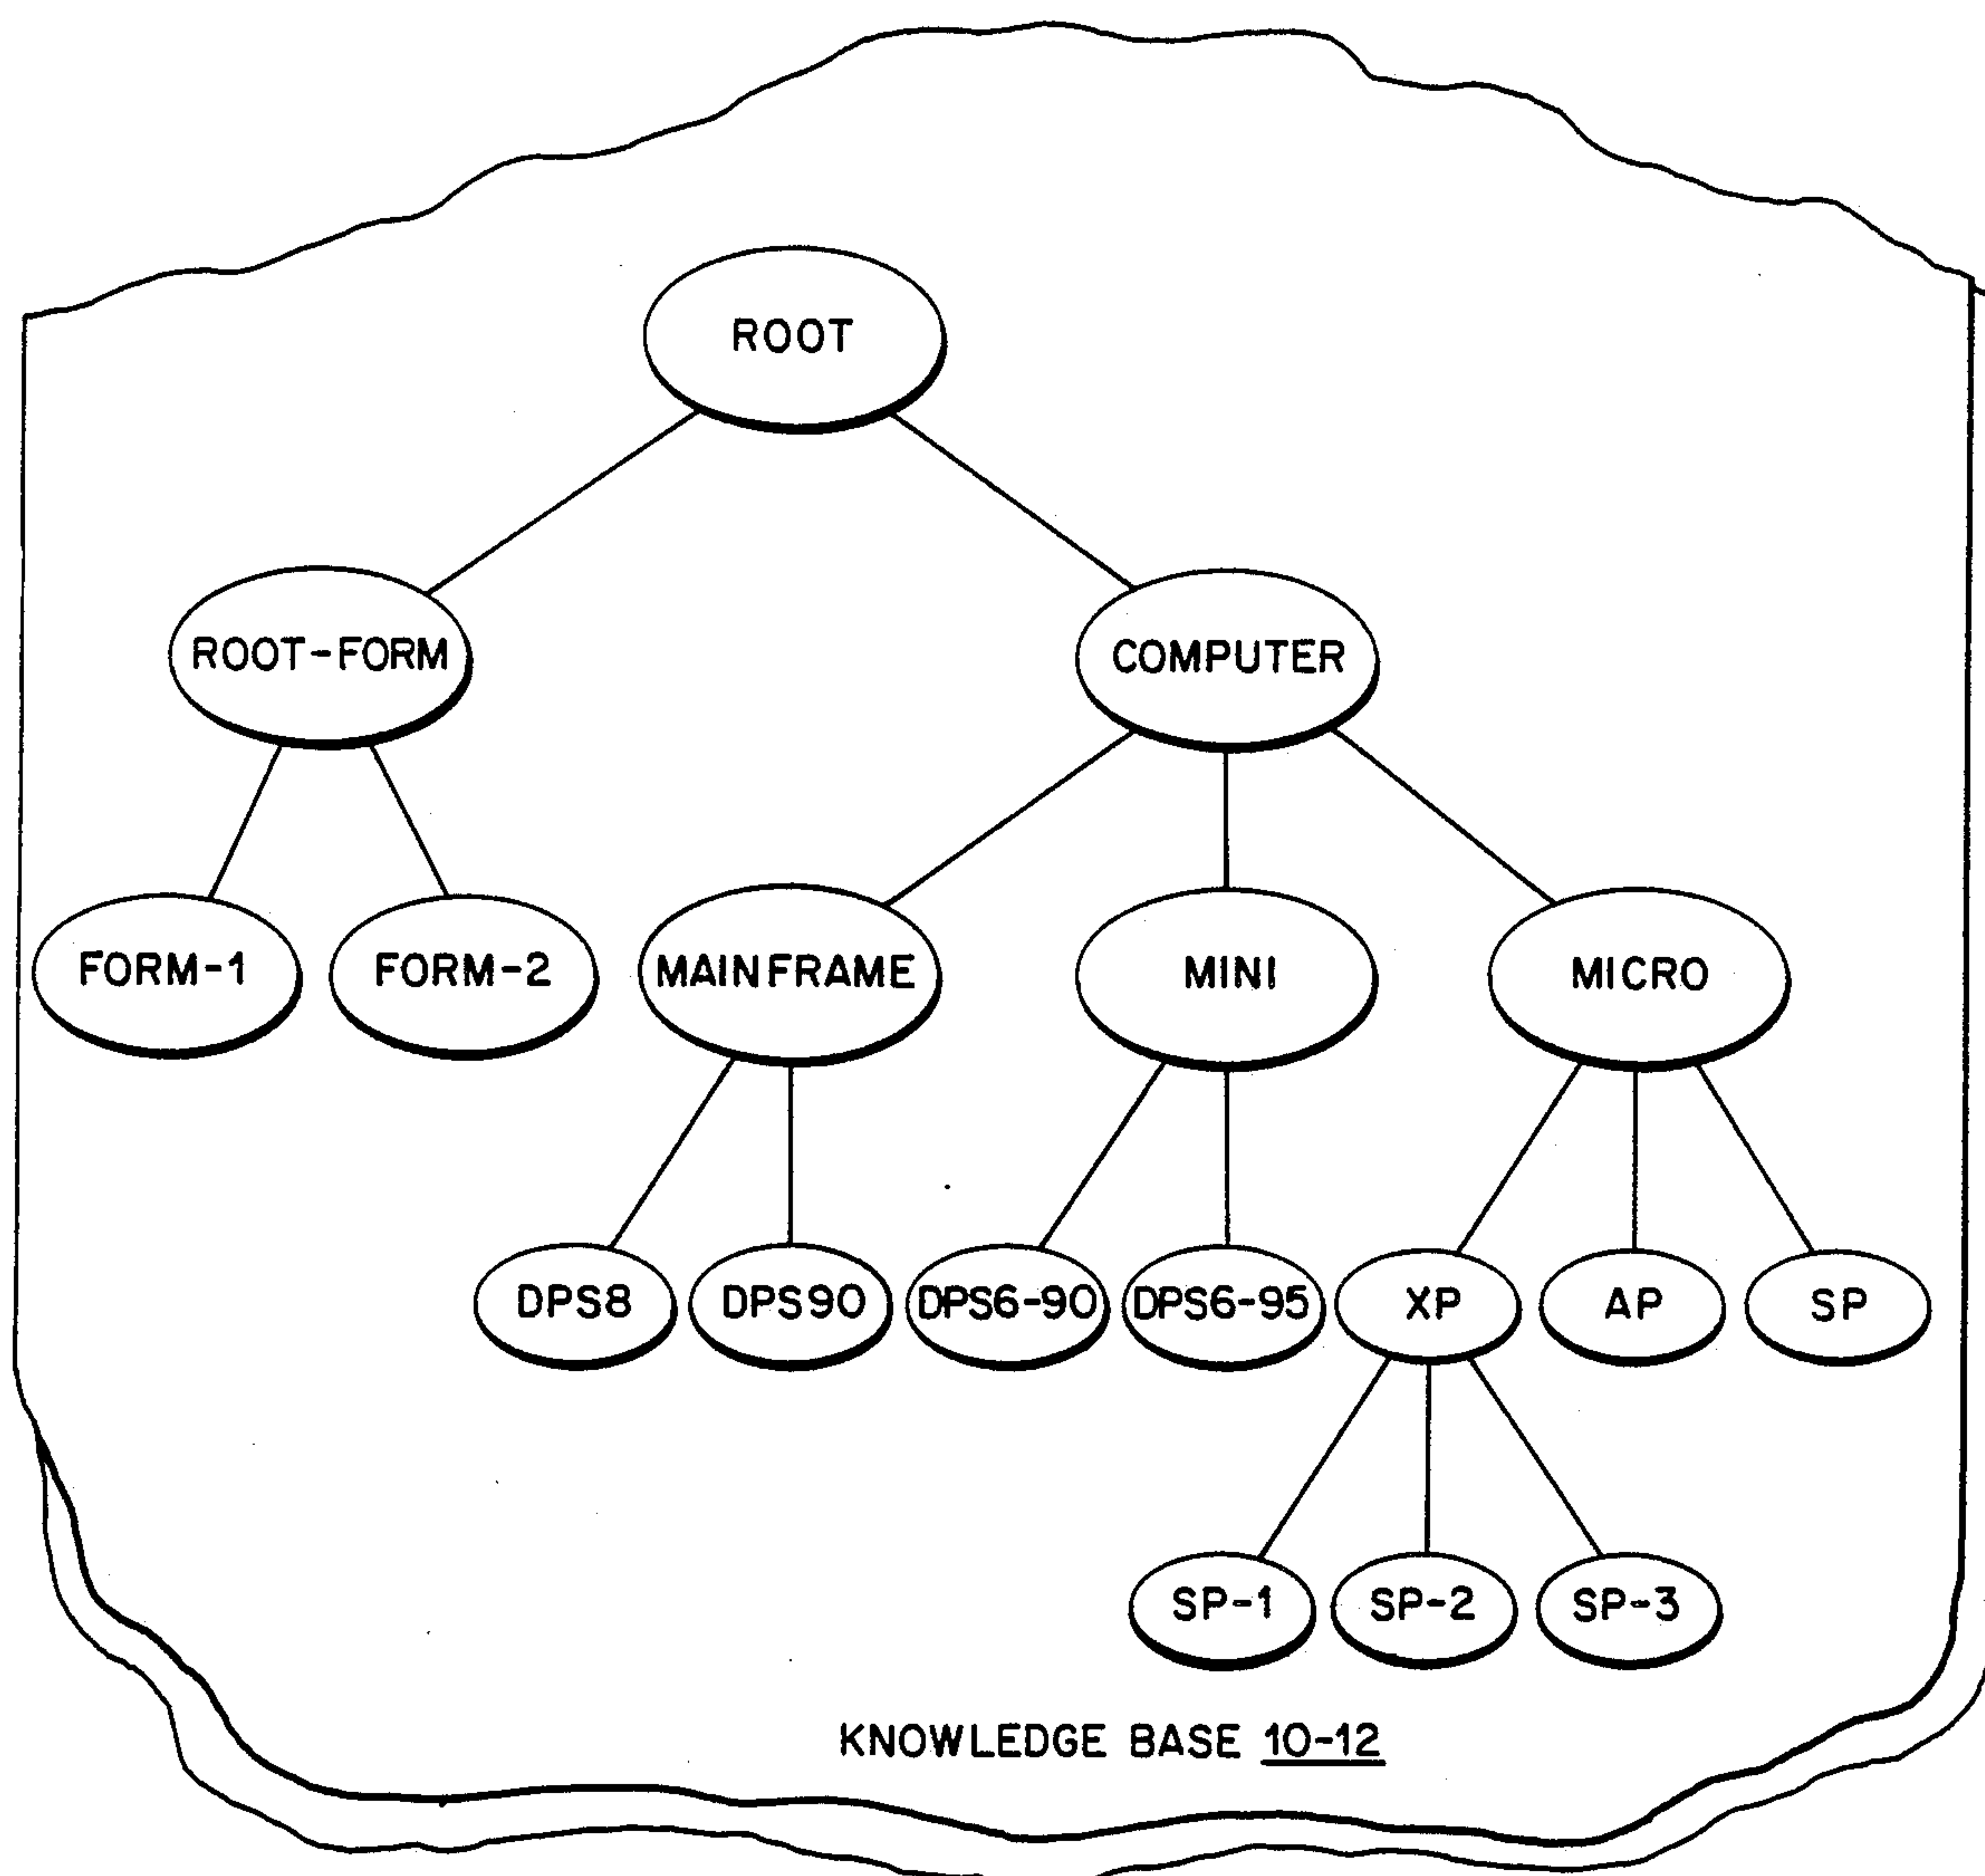 ROOT
ROOT-FORM
COMPUTER
FORM-1
FORM-2
MAINFRAME
MINI
MICRO
DPS8
DPS90
DPS6-90
DPS6-95
XP
AP
SP
SP-1
SP-2
SP-3
KNOWLEDGE BASE 10-12